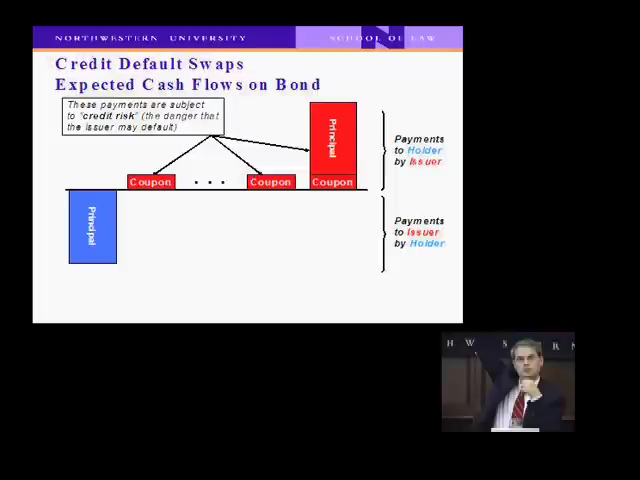 NORTHWESTERN UNIVERSITY
SCHOOL OF LAW
Credit Default Swaps
Expected Cash Flows on Bond
These payments are subject
to "credit risk" (the danger that
the issuer may default)
Principal
Payments
to Holder
by Issuer
Coupon . . . Coupon Coupon
Principal
Payments
to Issuer
by Holder
H W S E R N